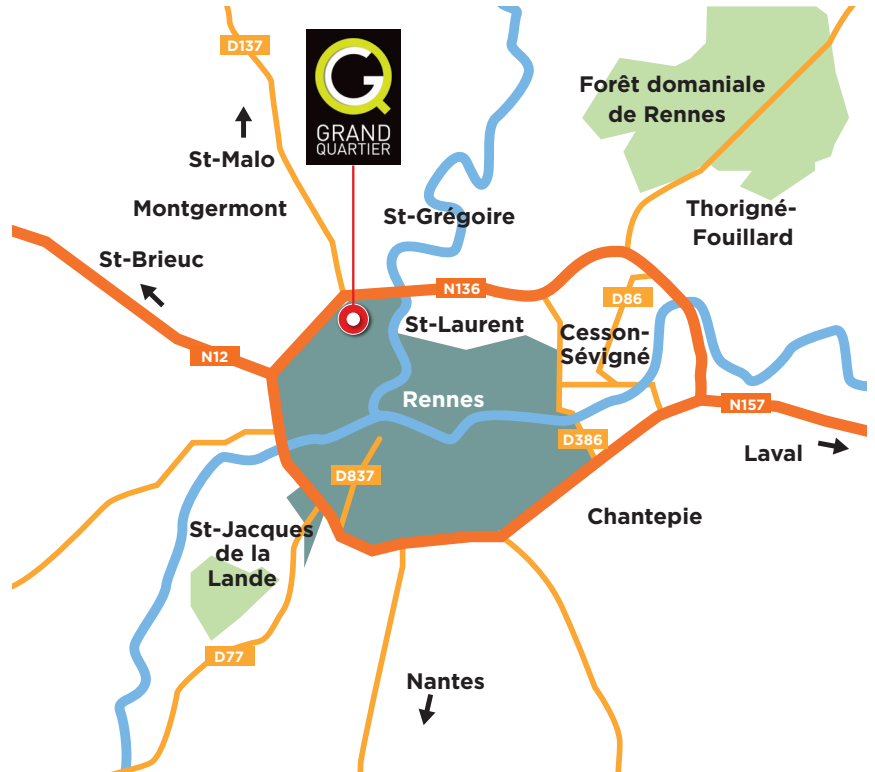 D137
GRAND
QUARTIER
Forêt domaniale
de Rennes
St-Malo
Montgermont
St-Grégoire
Thorigné-
Fouillard
St-Brieuc
N136
D86
St-Laurent
Cesson-
Sévigné
N12
Rennes
N157
D386
Laval
D837
Chantepie
St-Jacques
de la
Lande
D77
Nantes